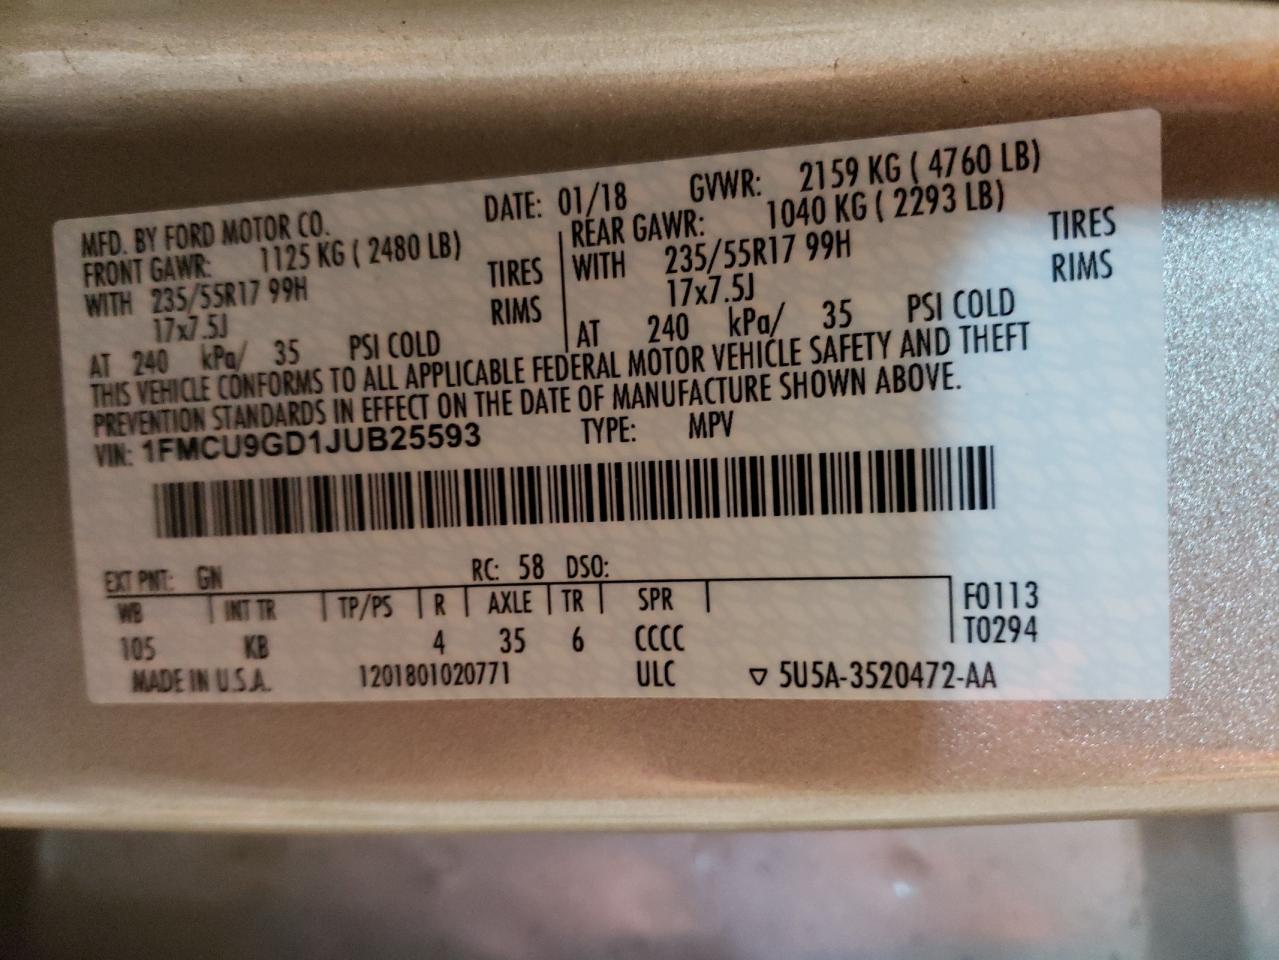 MFD. BY FORD MOTOR CO. DATE: 01/18 GVWR: 2159 KG ( 4760 LB)
FRONT GAWR: 1125 KG ( 2480 LB) REAR GAWR: 1040 KG ( 2293 LB)
WITH 235/55R17 99H TIRES WITH 235/55R17 99H TIRES
17x7.5J RIMS 17x7.5J RIMS
AT 240 kPa/ 35 PSI COLD AT 240 kPa/ 35 PSI COLD
THIS VEHICLE CONFORMS TO ALL APPLICABLE FEDERAL MOTOR VEHICLE SAFETY AND THEFT
PREVENTION STANDARDS IN EFFECT ON THE DATE OF MANUFACTURE SHOWN ABOVE.
VIN: 1FMCU9GD1JUB25593 TYPE: MPV
EXT PNT: GN RC: 58 DSO:
WB INT TR TP/PS R AXLE TR SPR F0113
105 KB 4 35 6 CCCC T0294
MADE IN U.S.A. 1201801020771 ULC ▽ 5U5A-3520472-AA